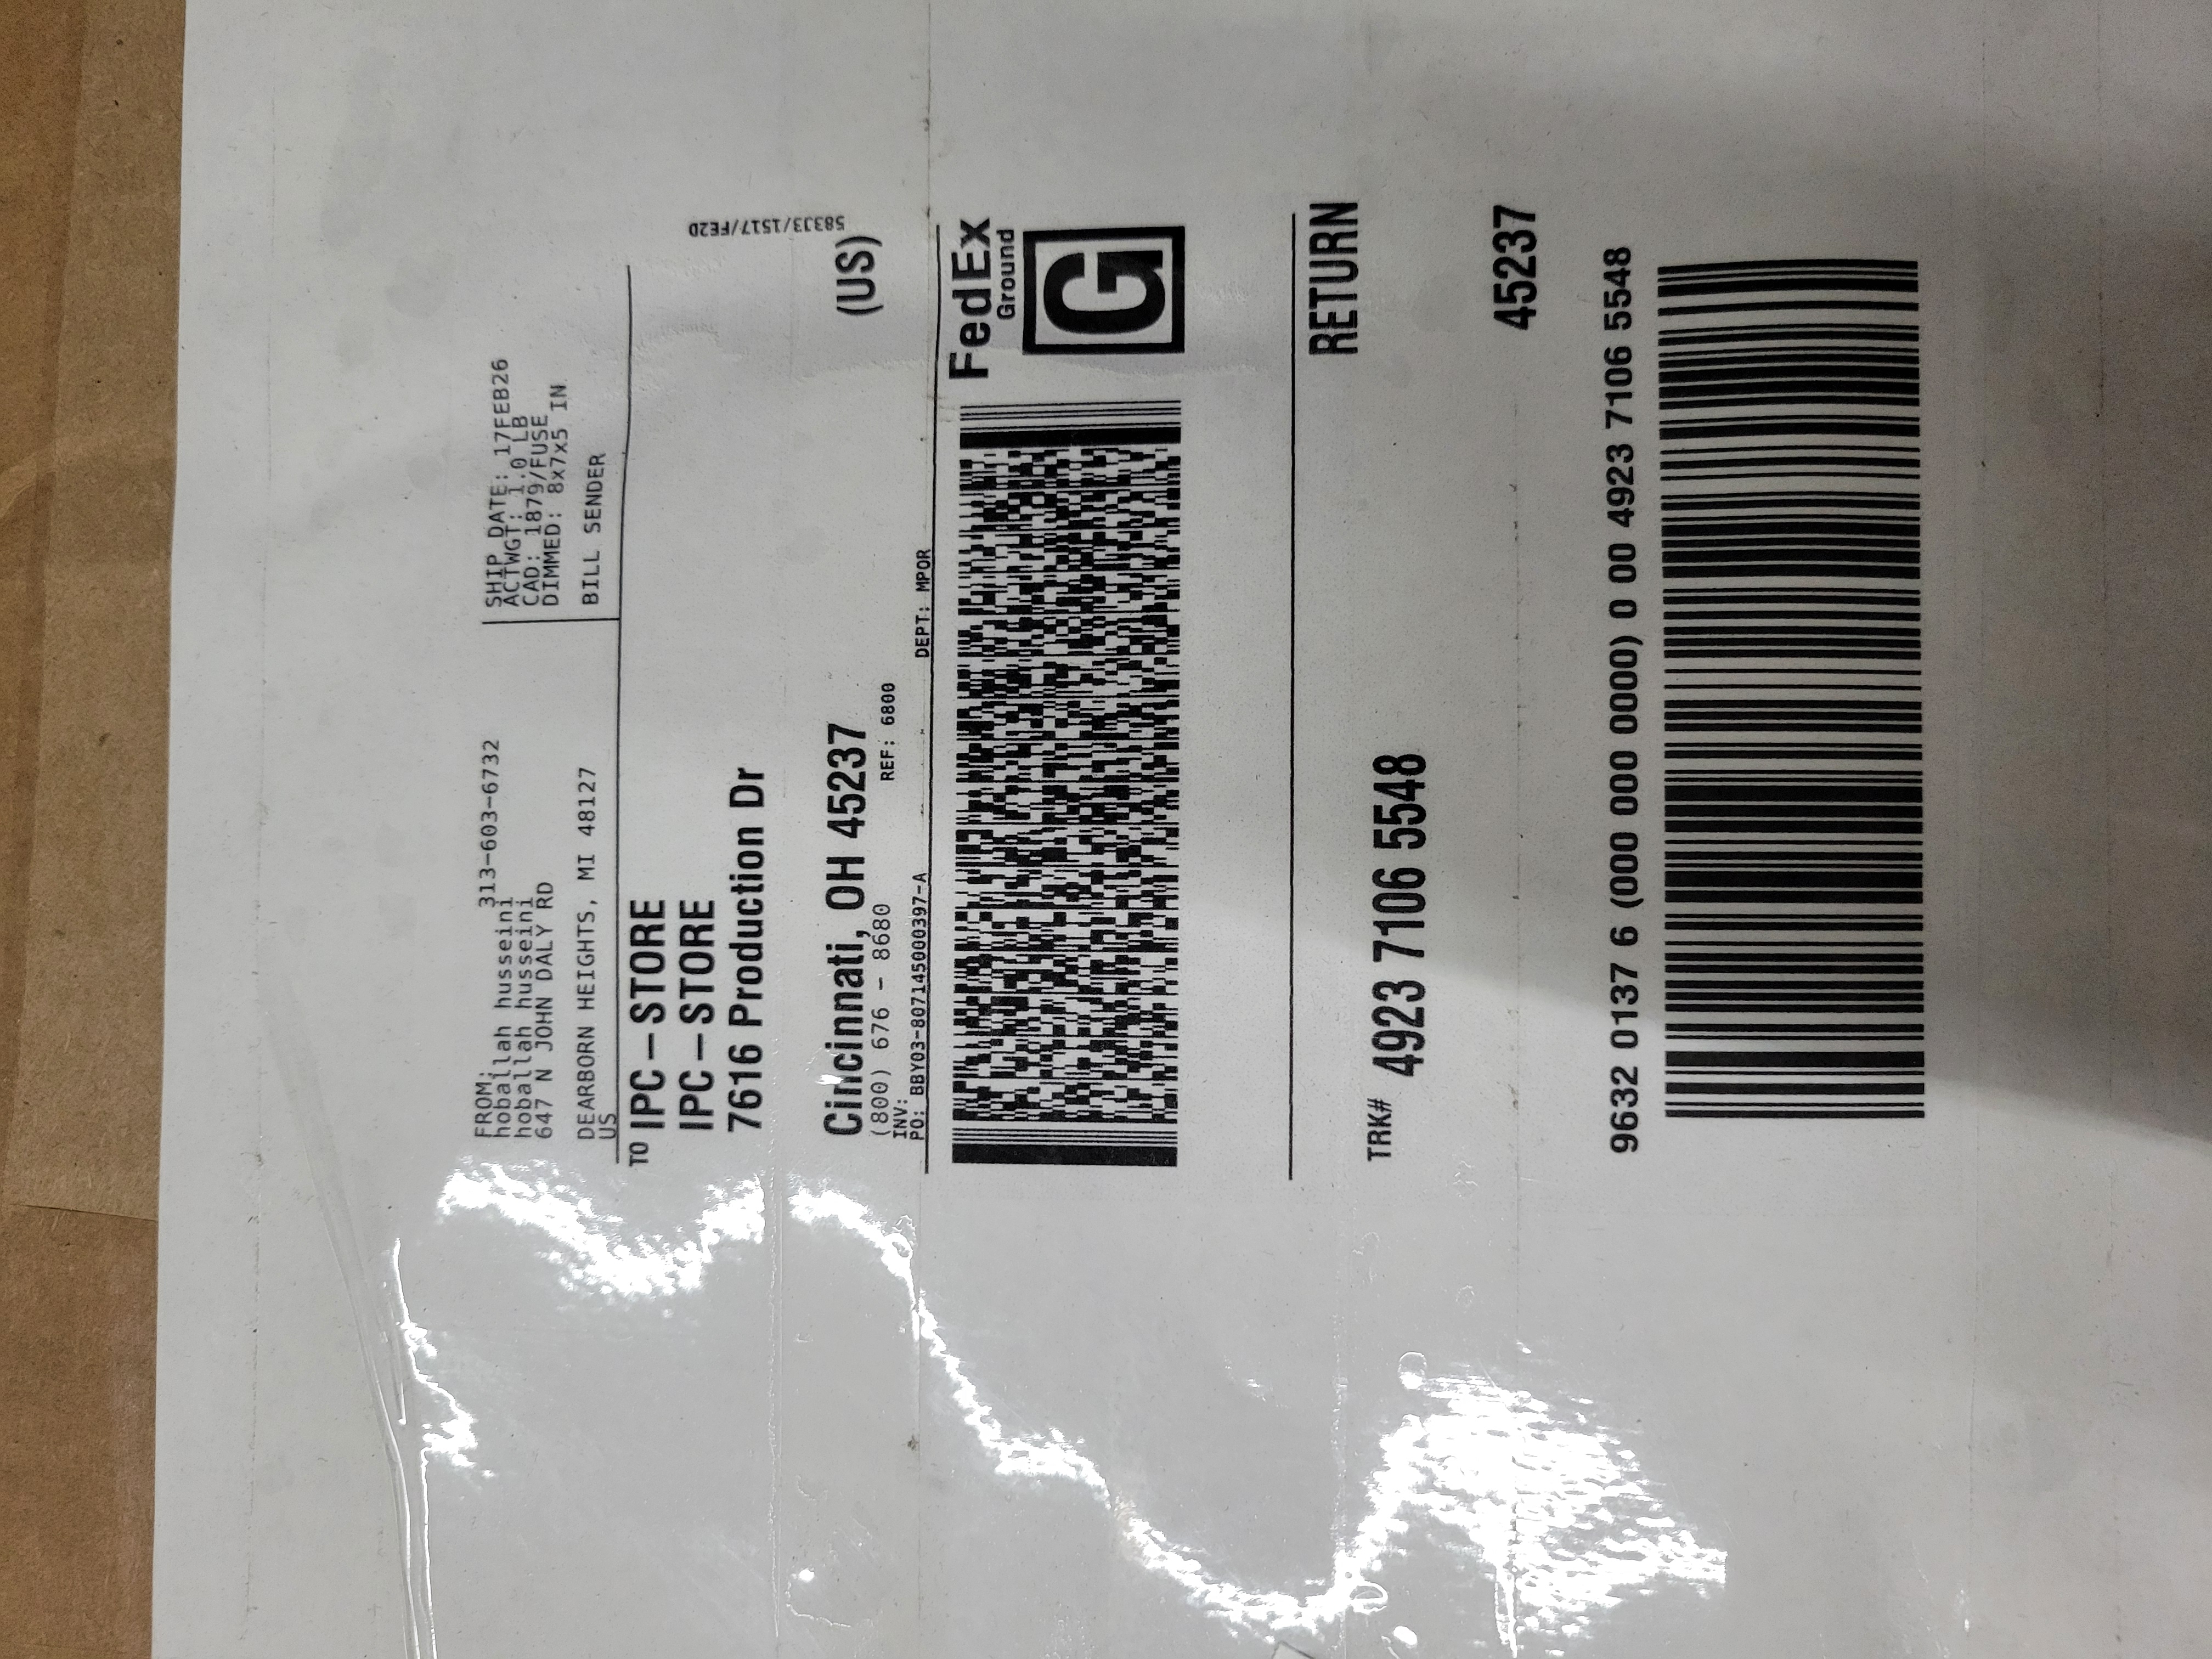 FROM:
hoballah husseini 313-603-6732
hoballah husseini
647 N JOHN DALY RD
DEARBORN HEIGHTS, MI 48127
US
SHIP DATE: 17FEB26
ACTWGT: 1.0 LB
CAD: 1879/FUSE
DIMMED: 8x7x5 IN
BILL SENDER
TO IPC-STORE
IPC-STORE
7616 Production Dr
58333/1517/FE2D
Cincinnati, OH 45237 (US)
(800) 676 - 8680 REF: 6800
INV:
PO: BBY03-807145000397-A DEPT: MPOR
FedEx
Ground
G
RETURN
TRK# 4923 7106 5548
45237
9632 0137 6 (000 000 0000) 0 00 4923 7106 5548